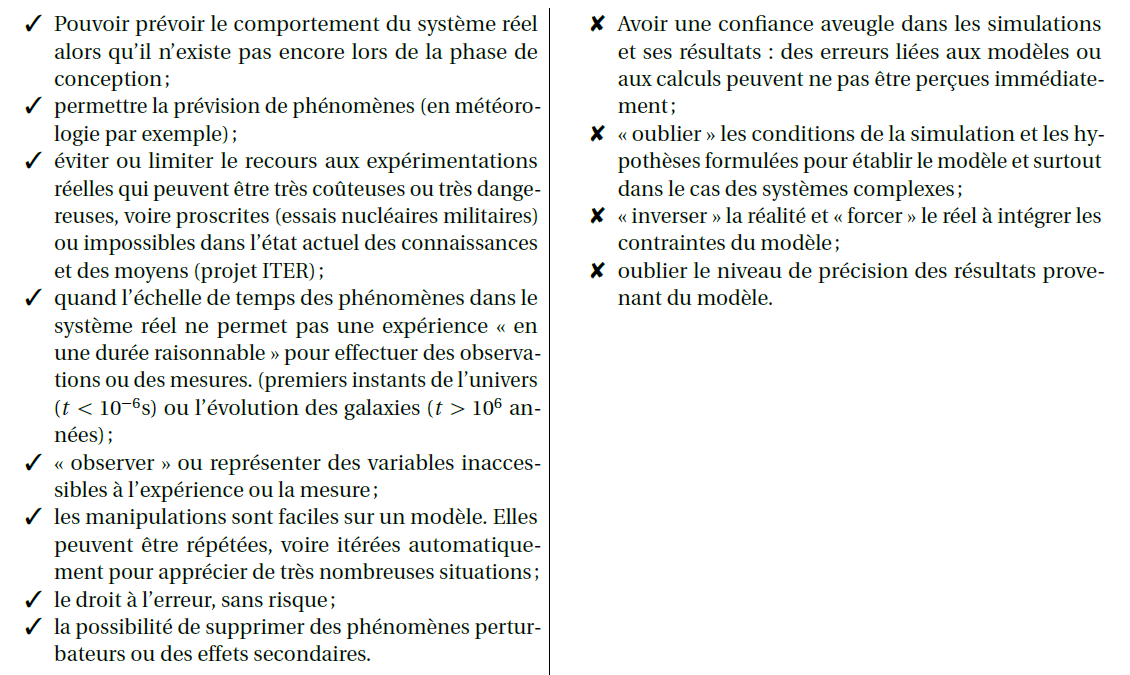 ✓ Pouvoir prévoir le comportement du système réel
alors qu'il n'existe pas encore lors de la phase de
conception ;
✓ permettre la prévision de phénomènes (en météoro-
logie par exemple) ;
✓ éviter ou limiter le recours aux expérimentations
réelles qui peuvent être très coûteuses ou très dange-
reuses, voire proscrites (essais nucléaires militaires)
ou impossibles dans l'état actuel des connaissances
et des moyens (projet ITER) ;
✓ quand l'échelle de temps des phénomènes dans le
système réel ne permet pas une expérience « en
une durée raisonnable » pour effectuer des observa-
tions ou des mesures. (premiers instants de l'univers
(t < 10⁻⁶s) ou l'évolution des galaxies (t > 10⁶ an-
nées) ;
✓ « observer » ou représenter des variables inacces-
sibles à l'expérience ou la mesure ;
✓ les manipulations sont faciles sur un modèle. Elles
peuvent être répétées, voire itérées automatique-
ment pour apprécier de très nombreuses situations ;
✓ le droit à l'erreur, sans risque ;
✓ la possibilité de supprimer des phénomènes pertur-
bateurs ou des effets secondaires.
✘ Avoir une confiance aveugle dans les simulations
et ses résultats : des erreurs liées aux modèles ou
aux calculs peuvent ne pas être perçues immédiate-
ment ;
✘ « oublier » les conditions de la simulation et les hy-
pothèses formulées pour établir le modèle et surtout
dans le cas des systèmes complexes ;
✘ « inverser » la réalité et « forcer » le réel à intégrer les
contraintes du modèle ;
✘ oublier le niveau de précision des résultats prove-
nant du modèle.